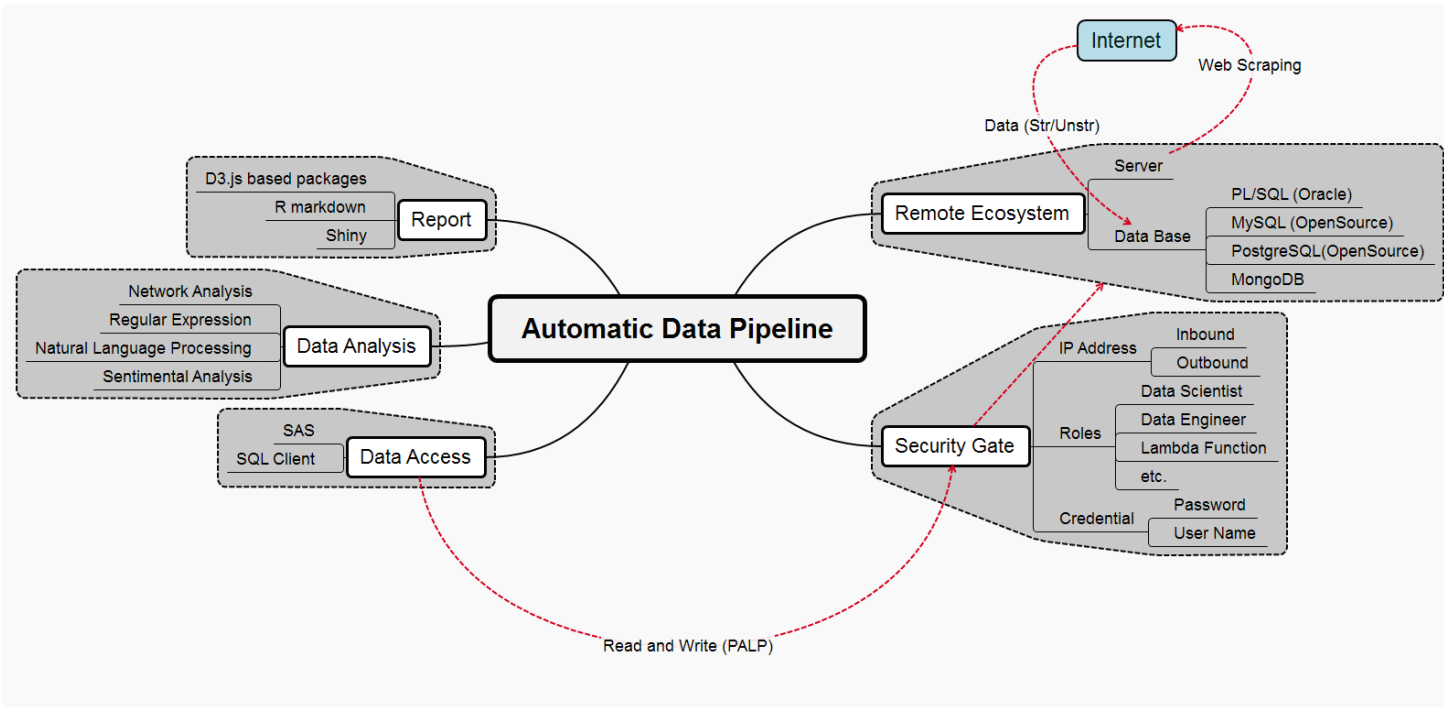 Internet
Web Scraping
Data (Str/Unstr)
Remote Ecosystem
Server
Data Base
PL/SQL (Oracle)
MySQL (OpenSource)
PostgreSQL(OpenSource)
MongoDB
Report
D3.js based packages
R markdown
Shiny
Automatic Data Pipeline
Data Analysis
Network Analysis
Regular Expression
Natural Language Processing
Sentimental Analysis
Data Access
SAS
SQL Client
Security Gate
IP Address
Inbound
Outbound
Roles
Data Scientist
Data Engineer
Lambda Function
etc.
Credential
Password
User Name
Read and Write (PALP)